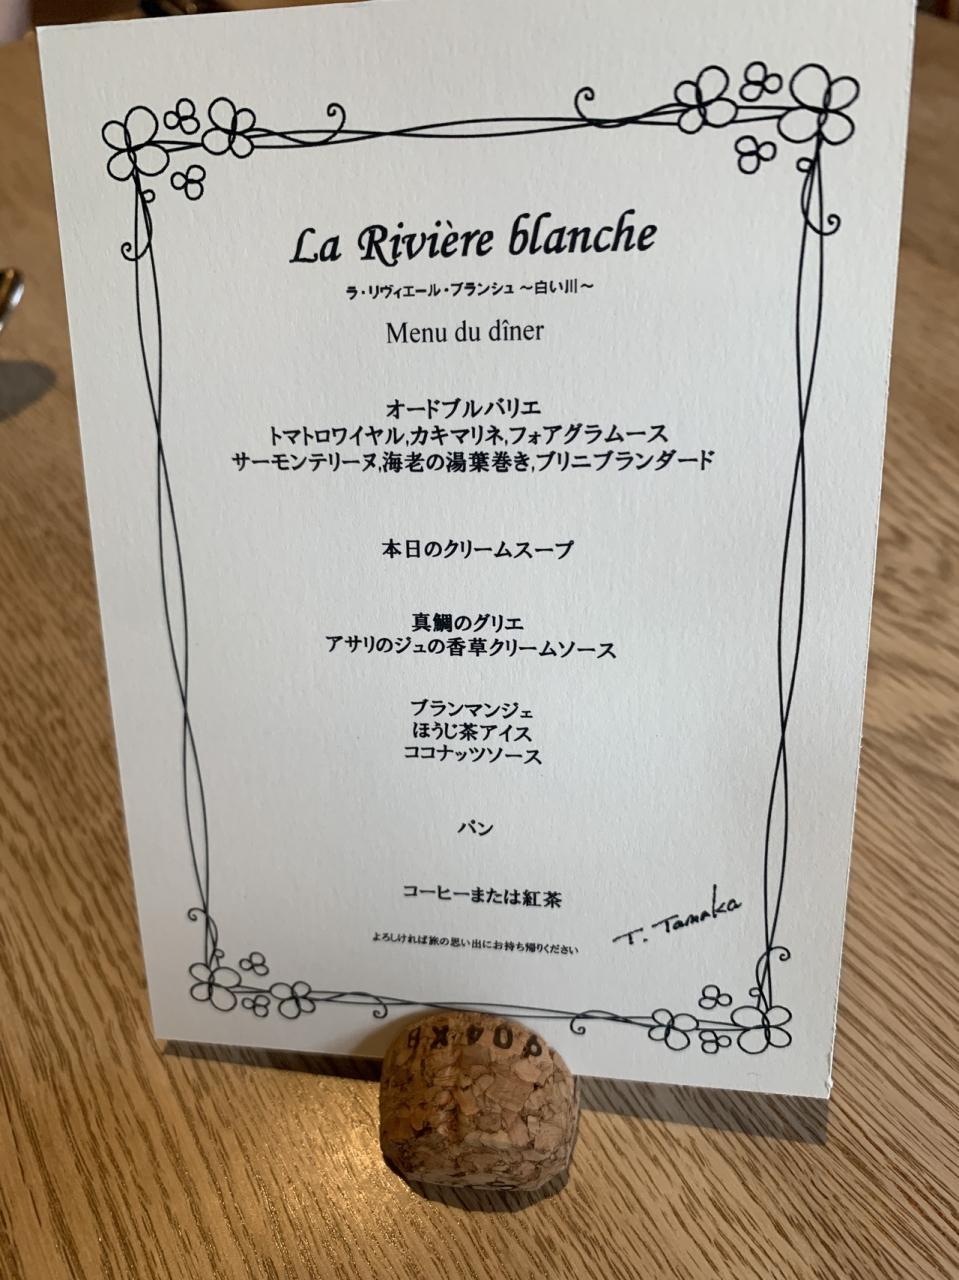 La Rivière blanche
ラ・リヴィエール・ブランシュ ～白い川～
Menu du dîner
オードブルバリエ
トマトロワイヤル,カキマリネ,フォアグラムース
サーモンテリーヌ,海老の湯葉巻き,ブリニブランダード
本日のクリームスープ
真鯛のグリエ
アサリのジュの香草クリームソース
ブランマンジェ
ほうじ茶アイス
ココナッツソース
パン
コーヒーまたは紅茶
T. Tanaka
よろしければ旅の思い出にお持ち帰りください